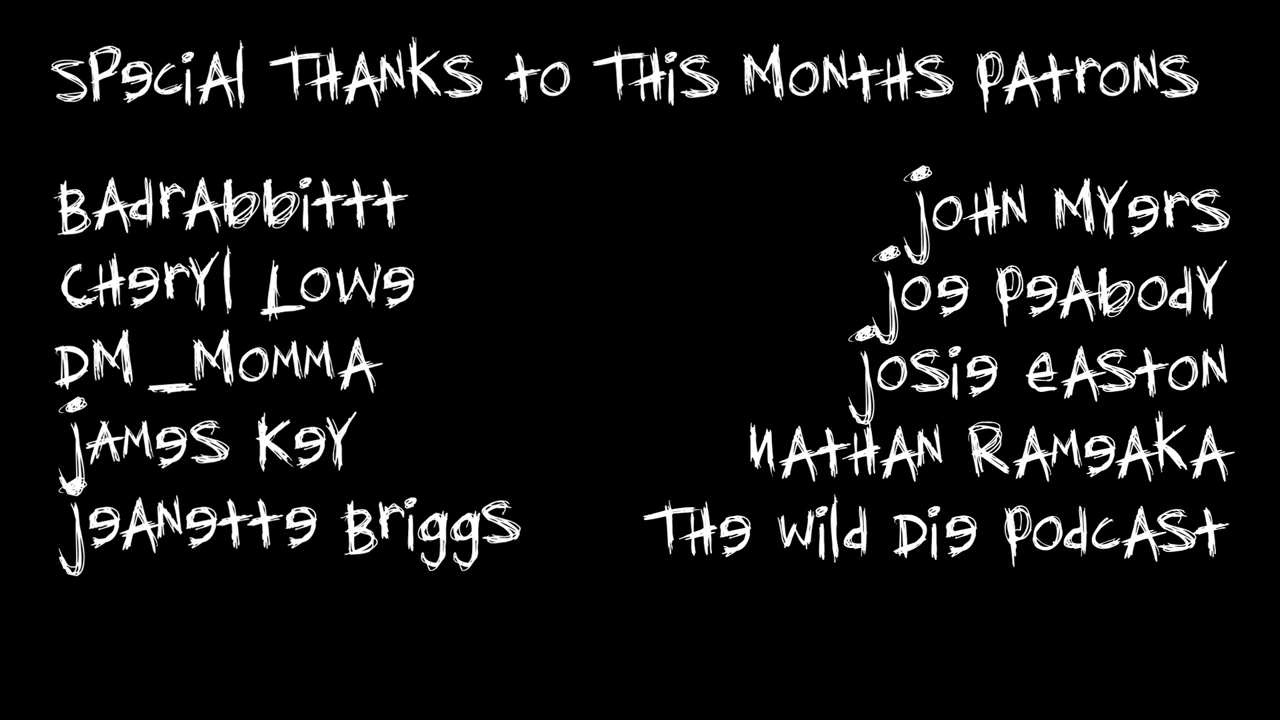 Special Thanks to This Months Patrons
BadRabbittt
Cheryl Lowe
DM_Momma
James Key
Jeanette Briggs
John Myers
Joe Peabody
Josie Easton
Nathan Rameaka
The Wild Die Podcast